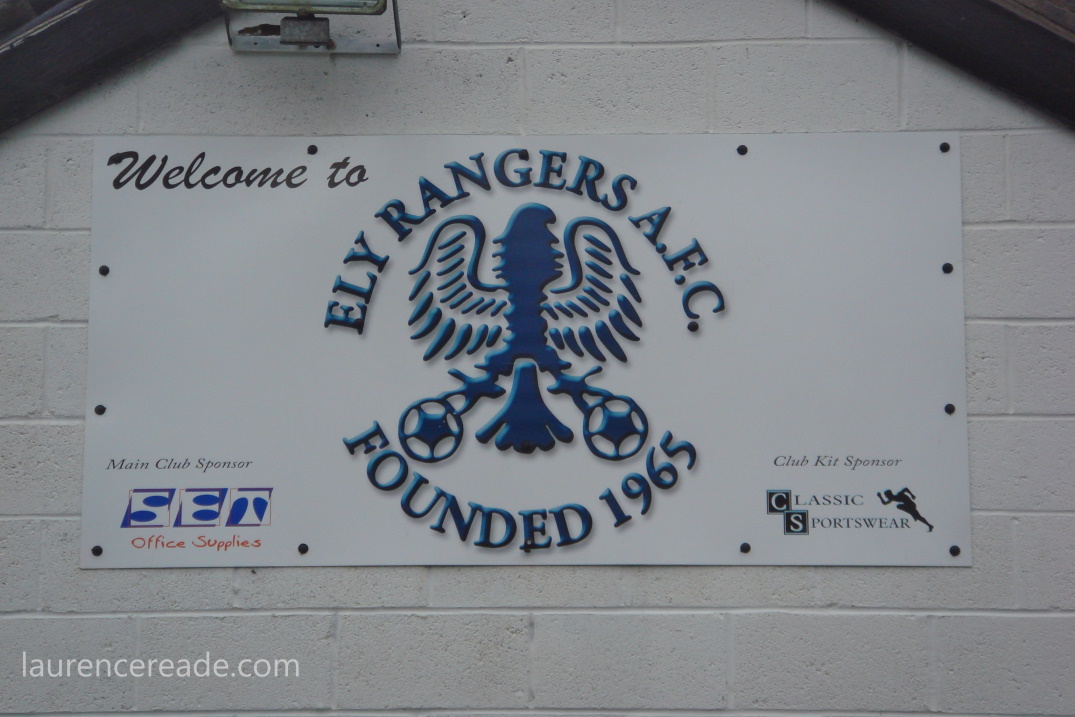 Welcome to
ELY RANGERS A.F.C.
FOUNDED 1965
Main Club Sponsor
SET
Office Supplies
Club Kit Sponsor
CLASSIC
SPORTSWEAR
laurencereade.com